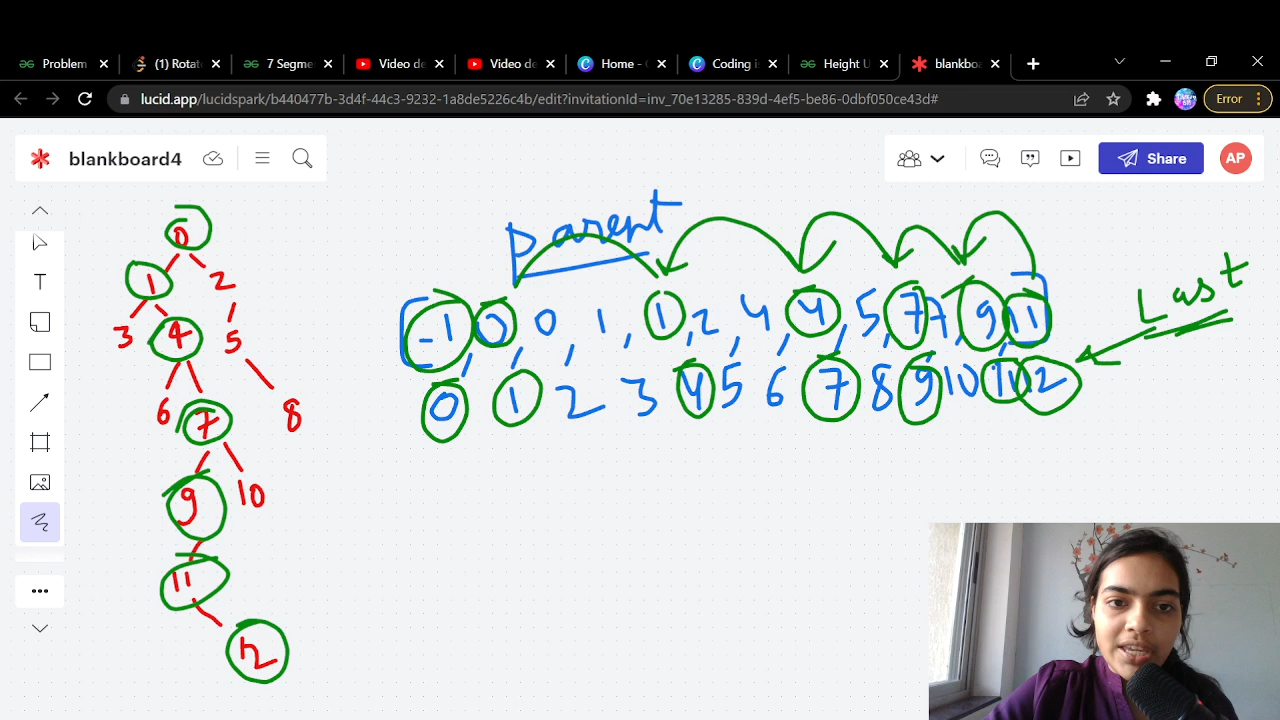 Problem
(1) Rotat
7 Segme
Video de
Video de
Home -
Coding is
Height U
blankboa
lucid.app/lucidspark/b440477b-3d4f-44c3-9232-1a8de5226c4b/edit?invitationId=inv_70e13285-839d-4ef5-be86-0dbf050ce43d#
Error
blankboard4
Share
AP
T
Parent
0
1 2
3 4 5
6 7 8
9 10
11
12
[-1, 0, 0, 1, 1, 2, 4, 4, 5, 7, 7, 9, 11]
0 1 2 3 4 5 6 7 8 9 10 11 12
Last